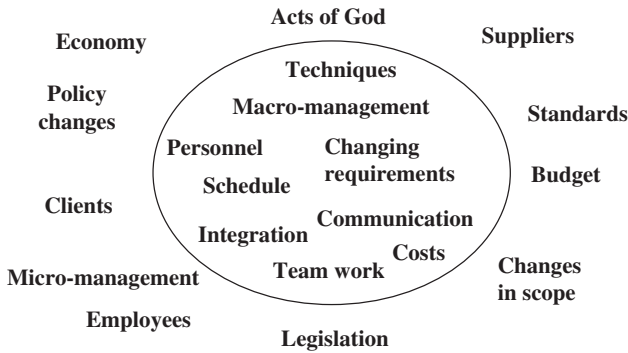 Acts of God
Economy
Suppliers
Techniques
Policy
changes
Macro-management
Standards
Personnel
Changing
requirements
Schedule
Budget
Clients
Communication
Integration
Costs
Team work
Micro-management
Changes
in scope
Employees
Legislation